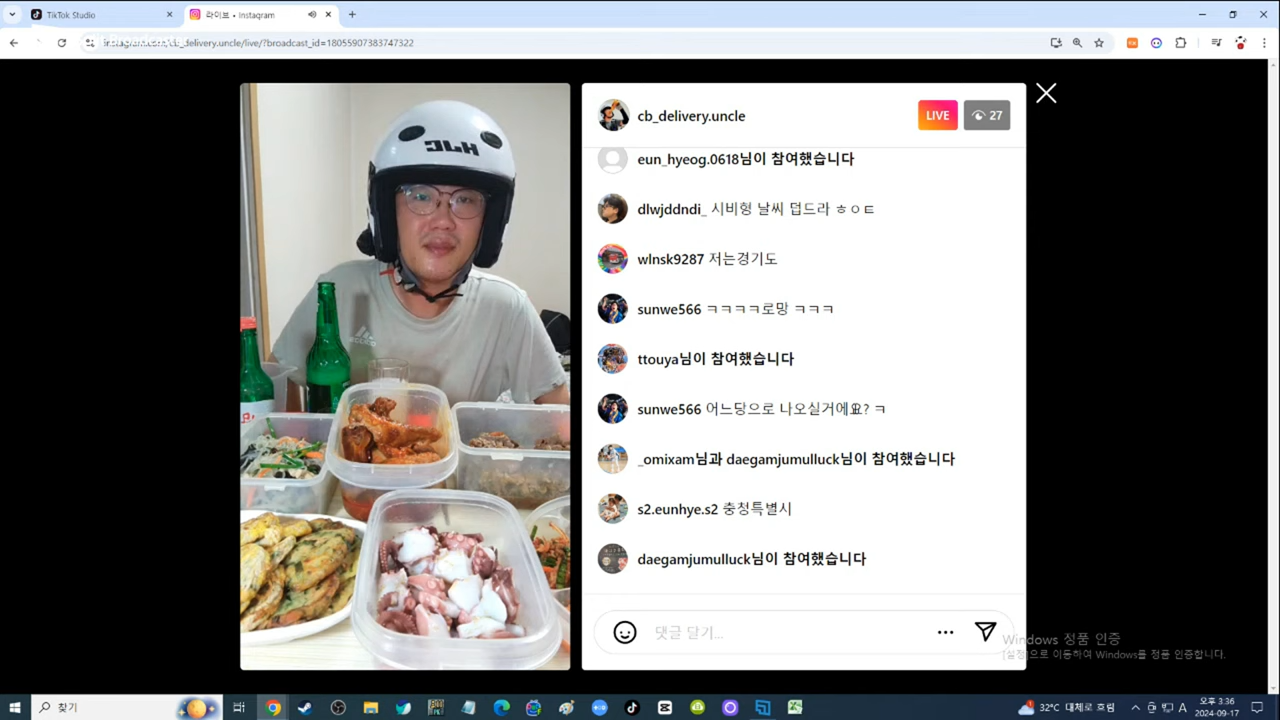 TikTok Studio
라이브 • Instagram
delivery.uncle/live/?broadcast_id=18055907383747322
JLH
cb_delivery.uncle
LIVE
27
eun_hyeog.0618님이 참여했습니다
dlwjddndi_ 시비형 날씨 덥드라 ㅎㅇㅌ
wlnsk9287 저는경기도
sunwe566 ㅋㅋㅋㅋ로망 ㅋㅋㅋ
ttouya님이 참여했습니다
sunwe566 어느당으로 나오실거에요? ㅋ
_omixam님과 daegamjumulluck님이 참여했습니다
s2.eunhye.s2 충청특별시
daegamjumulluck님이 참여했습니다
댓글 달기...
Windows 정품 인증
[설정]으로 이동하여 Windows를 정품 인증합니다.
찾기
32°C 대체로 흐림
A
오후 3:36
2024-09-17